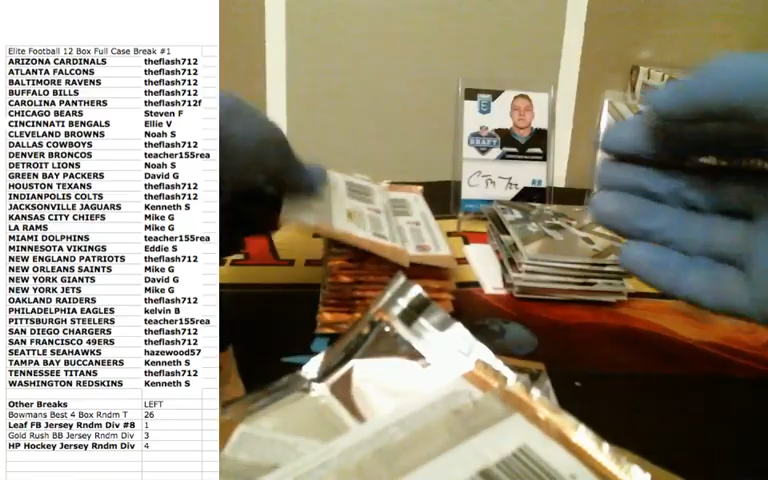 Elite Football 12 Box Full Case Break #1
ARIZONA CARDINALS theflash712
ATLANTA FALCONS theflash712
BALTIMORE RAVENS theflash712
BUFFALO BILLS theflash712
CAROLINA PANTHERS theflash712f
CHICAGO BEARS Steven F
CINCINNATI BENGALS Ellie V
CLEVELAND BROWNS Noah S
DALLAS COWBOYS theflash712
DENVER BRONCOS teacher155rea
DETROIT LIONS Noah S
GREEN BAY PACKERS David G
HOUSTON TEXANS theflash712
INDIANPOLIS COLTS theflash712
JACKSONVILLE JAGUARS Kenneth S
KANSAS CITY CHIEFS Mike G
LA RAMS Mike G
MIAMI DOLPHINS teacher155rea
MINNESOTA VIKINGS Eddie S
NEW ENGLAND PATRIOTS theflash712
NEW ORLEANS SAINTS Mike G
NEW YORK GIANTS David G
NEW YORK JETS Mike G
OAKLAND RAIDERS theflash712
PHILADELPHIA EAGLES kelvin B
PITTSBURGH STEELERS teacher155rea
SAN DIEGO CHARGERS theflash712
SAN FRANCISCO 49ERS theflash712
SEATTLE SEAHAWKS hazewood57
TAMPA BAY BUCCANEERS Kenneth S
TENNESSEE TITANS theflash712
WASHINGTON REDSKINS Kenneth S
Other Breaks LEFT
Bowmans Best 4 Box Rndm T 26
Leaf FB Jersey Rndm Div #8 1
Gold Rush BB Jersey Rndm Div 3
HP Hockey Jersey Rndm Div 4
DRAFT
RB